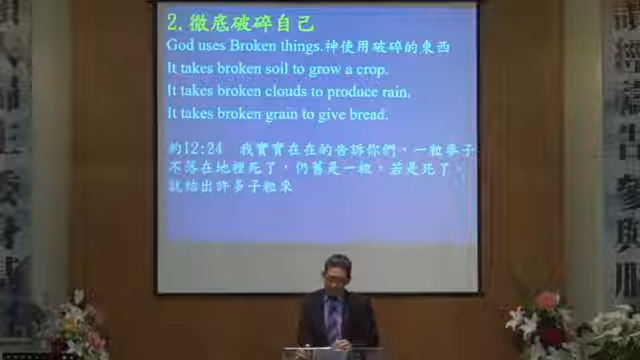 2.徹底破碎自己
God uses Broken things.神使用破碎的東西
It takes broken soil to grow a crop.
It takes broken clouds to produce rain.
It takes broken grain to give bread.
約12:24 我實實在在的告訴你們，一粒麥子
不落在地裡死了，仍舊是一粒，若是死了，
就結出許多子粒來